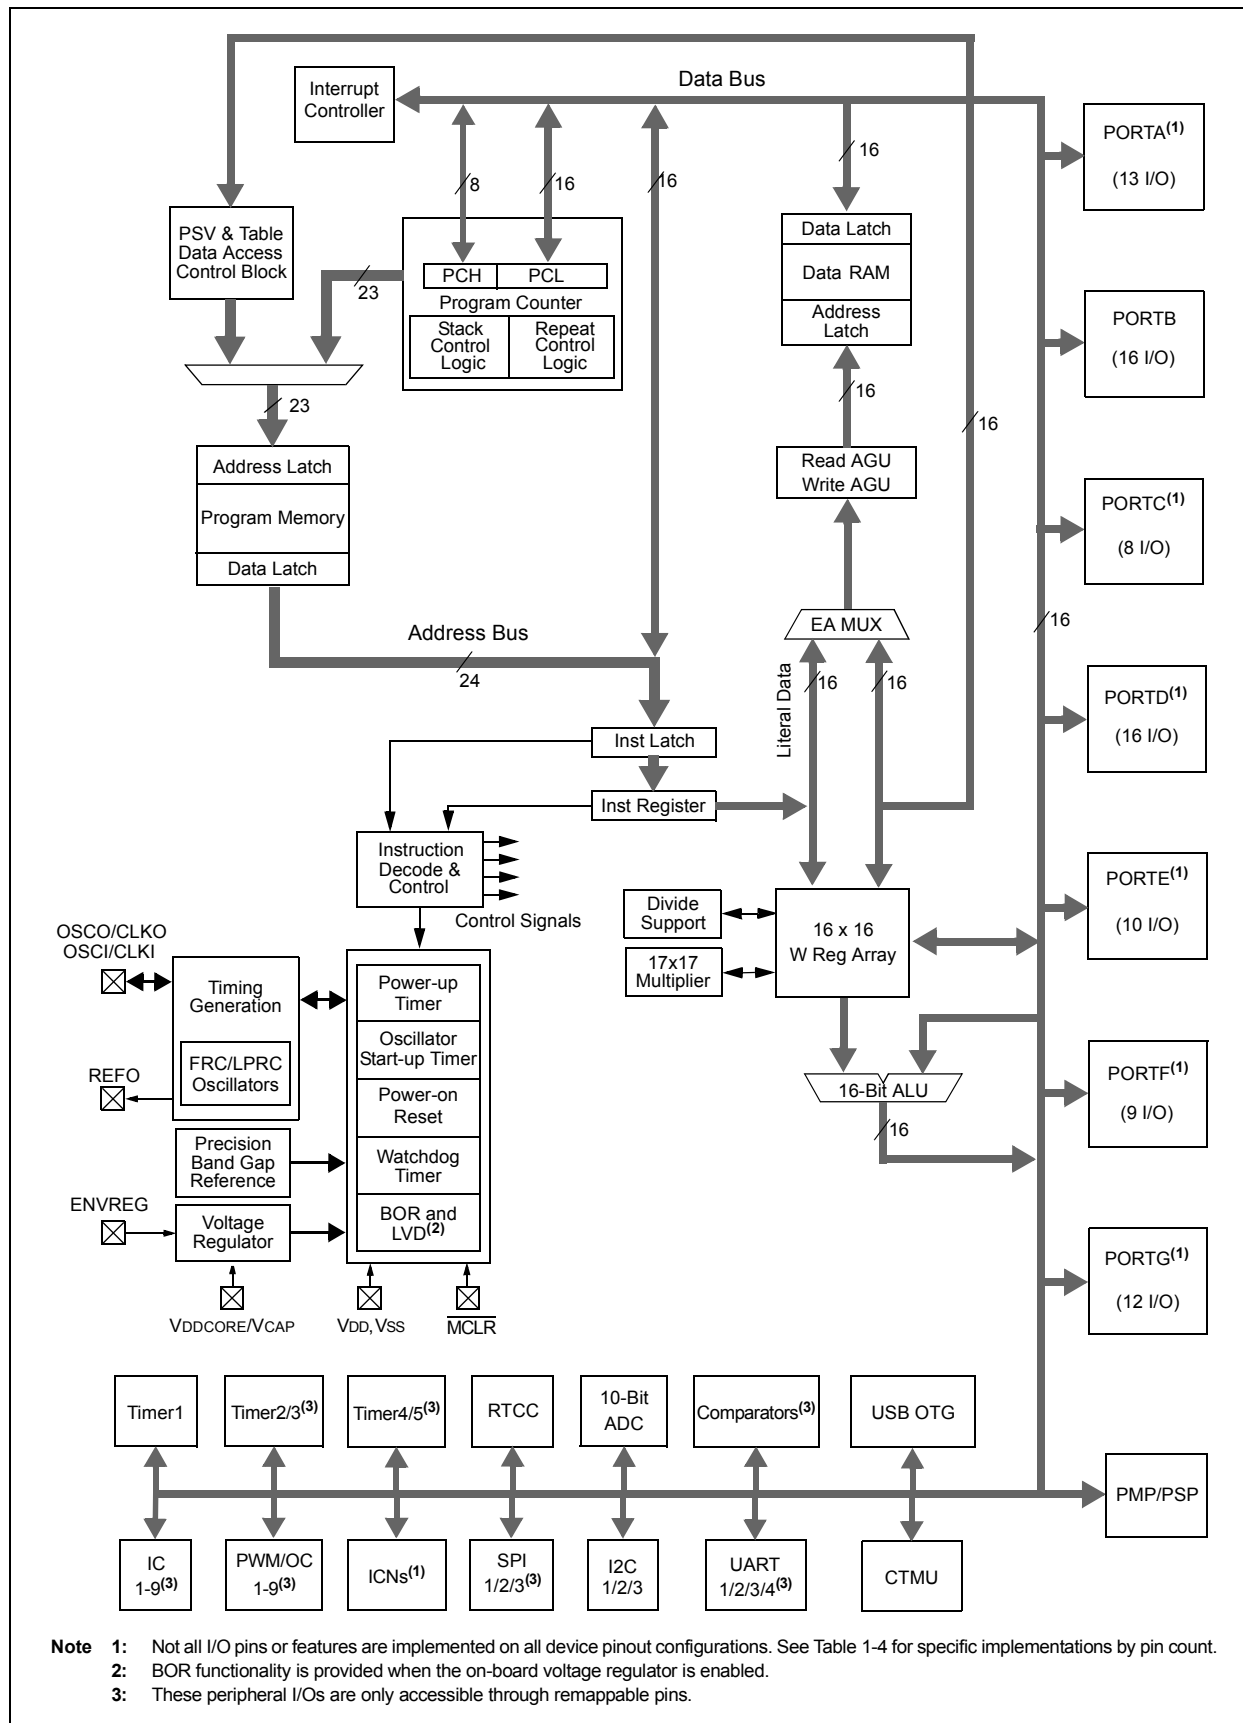 Data Bus
Interrupt
Controller
16
8
16
16
PORTA(1)
(13 I/O)
PSV & Table
Data Access
Control Block
23
PCH
PCL
Program Counter
Stack
Control
Logic
Repeat
Control
Logic
Data Latch
Data RAM
Address
Latch
PORTB
(16 I/O)
23
16
16
Address Latch
Program Memory
Data Latch
Read AGU
Write AGU
PORTC(1)
(8 I/O)
Address Bus
24
EA MUX
16
Literal Data
16
16
PORTD(1)
(16 I/O)
Inst Latch
Inst Register
Instruction
Decode &
Control
Control Signals
Divide
Support
17x17
Multiplier
16 x 16
W Reg Array
PORTE(1)
(10 I/O)
OSCO/CLKO
OSCI/CLKI
Timing
Generation
FRC/LPRC
Oscillators
REFO
Power-up
Timer
Oscillator
Start-up Timer
Power-on
Reset
Watchdog
Timer
BOR and
LVD(2)
16-Bit ALU
16
PORTF(1)
(9 I/O)
Precision
Band Gap
Reference
ENVREG
Voltage
Regulator
VDDCORE/VCAP
VDD, VSS
MCLR
PORTG(1)
(12 I/O)
Timer1
Timer2/3(3)
Timer4/5(3)
RTCC
10-Bit
ADC
Comparators(3)
USB OTG
PMP/PSP
IC
1-9(3)
PWM/OC
1-9(3)
ICNs(1)
SPI
1/2/3(3)
I2C
1/2/3
UART
1/2/3/4(3)
CTMU
Note 1: Not all I/O pins or features are implemented on all device pinout configurations. See Table 1-4 for specific implementations by pin count.
2: BOR functionality is provided when the on-board voltage regulator is enabled.
3: These peripheral I/Os are only accessible through remappable pins.